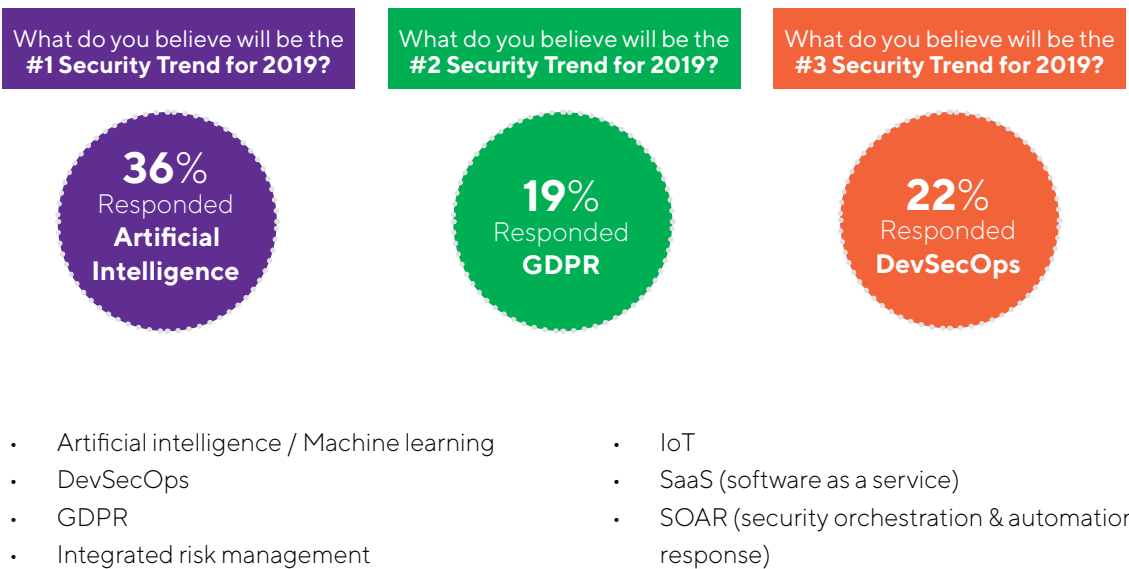 What do you believe will be the
#1 Security Trend for 2019?
What do you believe will be the
#2 Security Trend for 2019?
What do you believe will be the
#3 Security Trend for 2019?
36%
Responded
Artificial
Intelligence
19%
Responded
GDPR
22%
Responded
DevSecOps
• Artificial intelligence / Machine learning
• DevSecOps
• GDPR
• Integrated risk management
• IoT
• SaaS (software as a service)
• SOAR (security orchestration & automation
response)